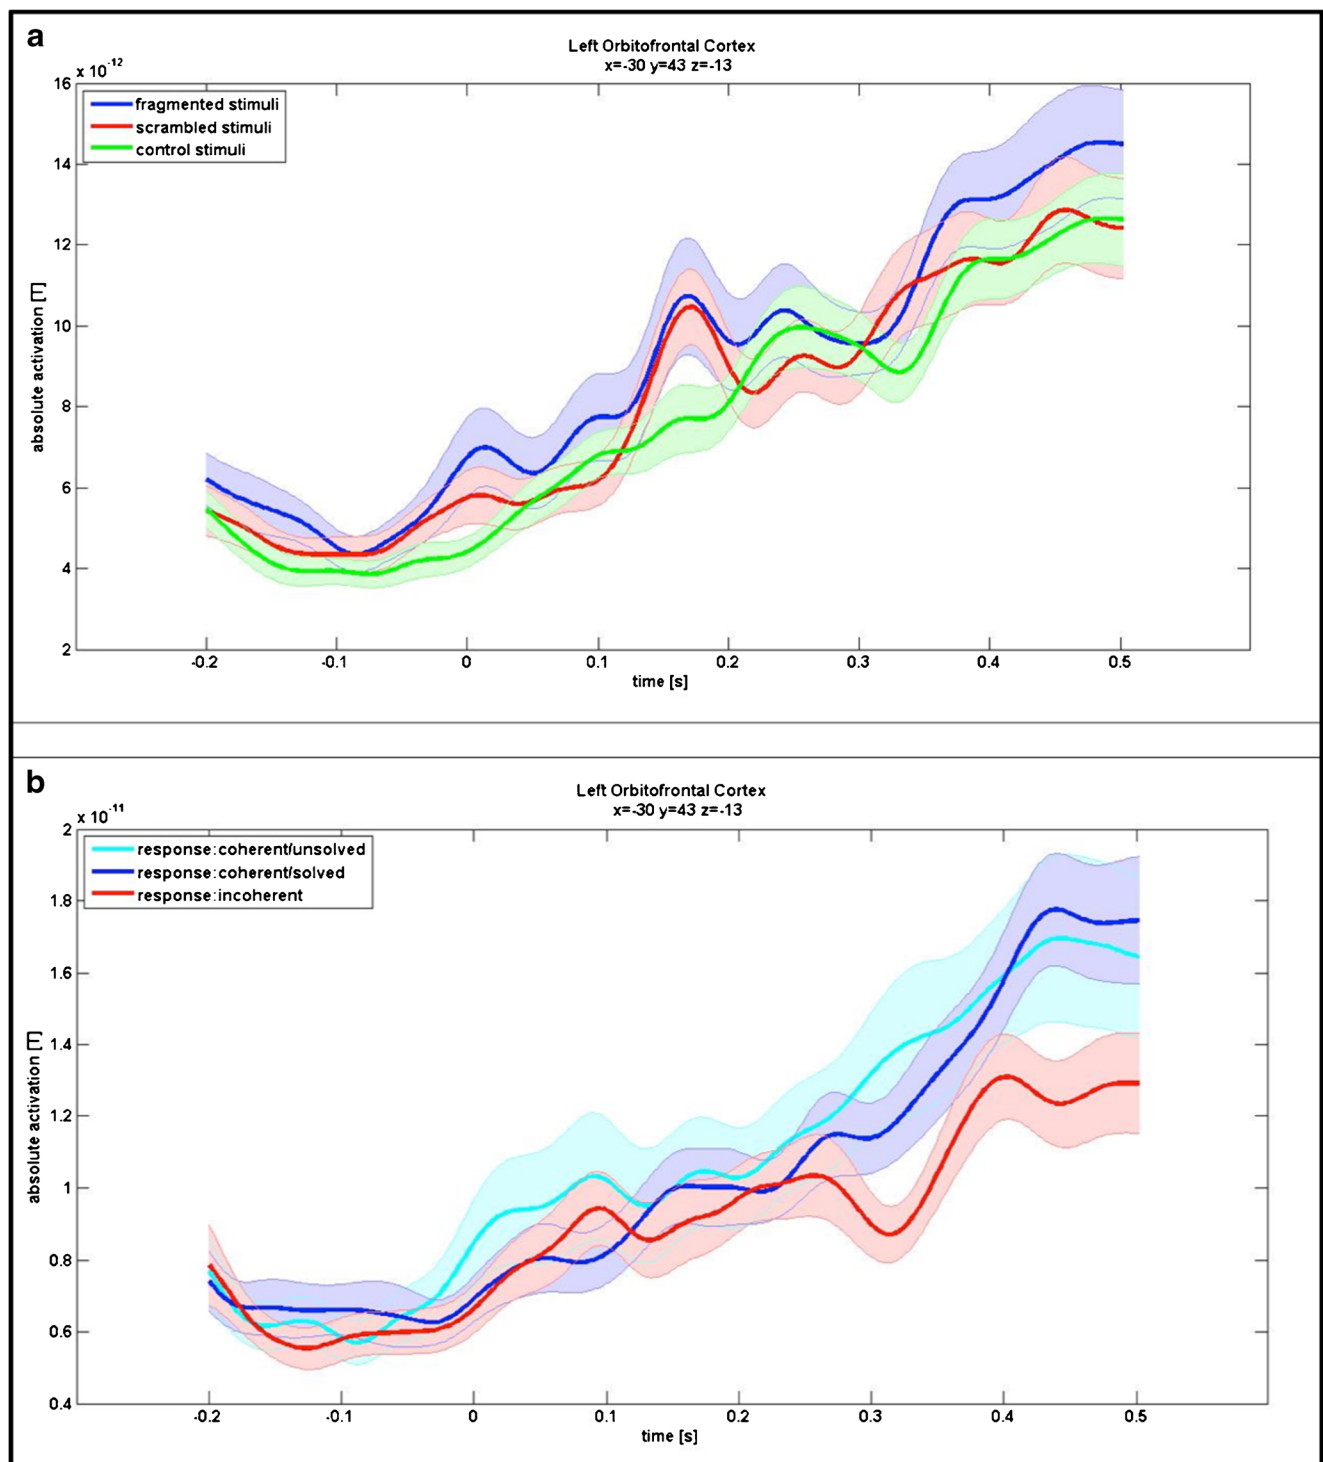 a
Left Orbitofrontal Cortex
x=-30 y=43 z=-13
x 10-12
16
14
12
10
8
6
4
2
fragmented stimuli
scrambled stimuli
control stimuli
absolute activation [T]
-0.2 -0.1 0 0.1 0.2 0.3 0.4 0.5
time [s]
b
Left Orbitofrontal Cortex
x=-30 y=43 z=-13
x 10-11
2
1.8
1.6
1.4
1.2
1
0.8
0.6
0.4
response:coherent/unsolved
response:coherent/solved
response:incoherent
absolute activation [T]
-0.2 -0.1 0 0.1 0.2 0.3 0.4 0.5
time [s]